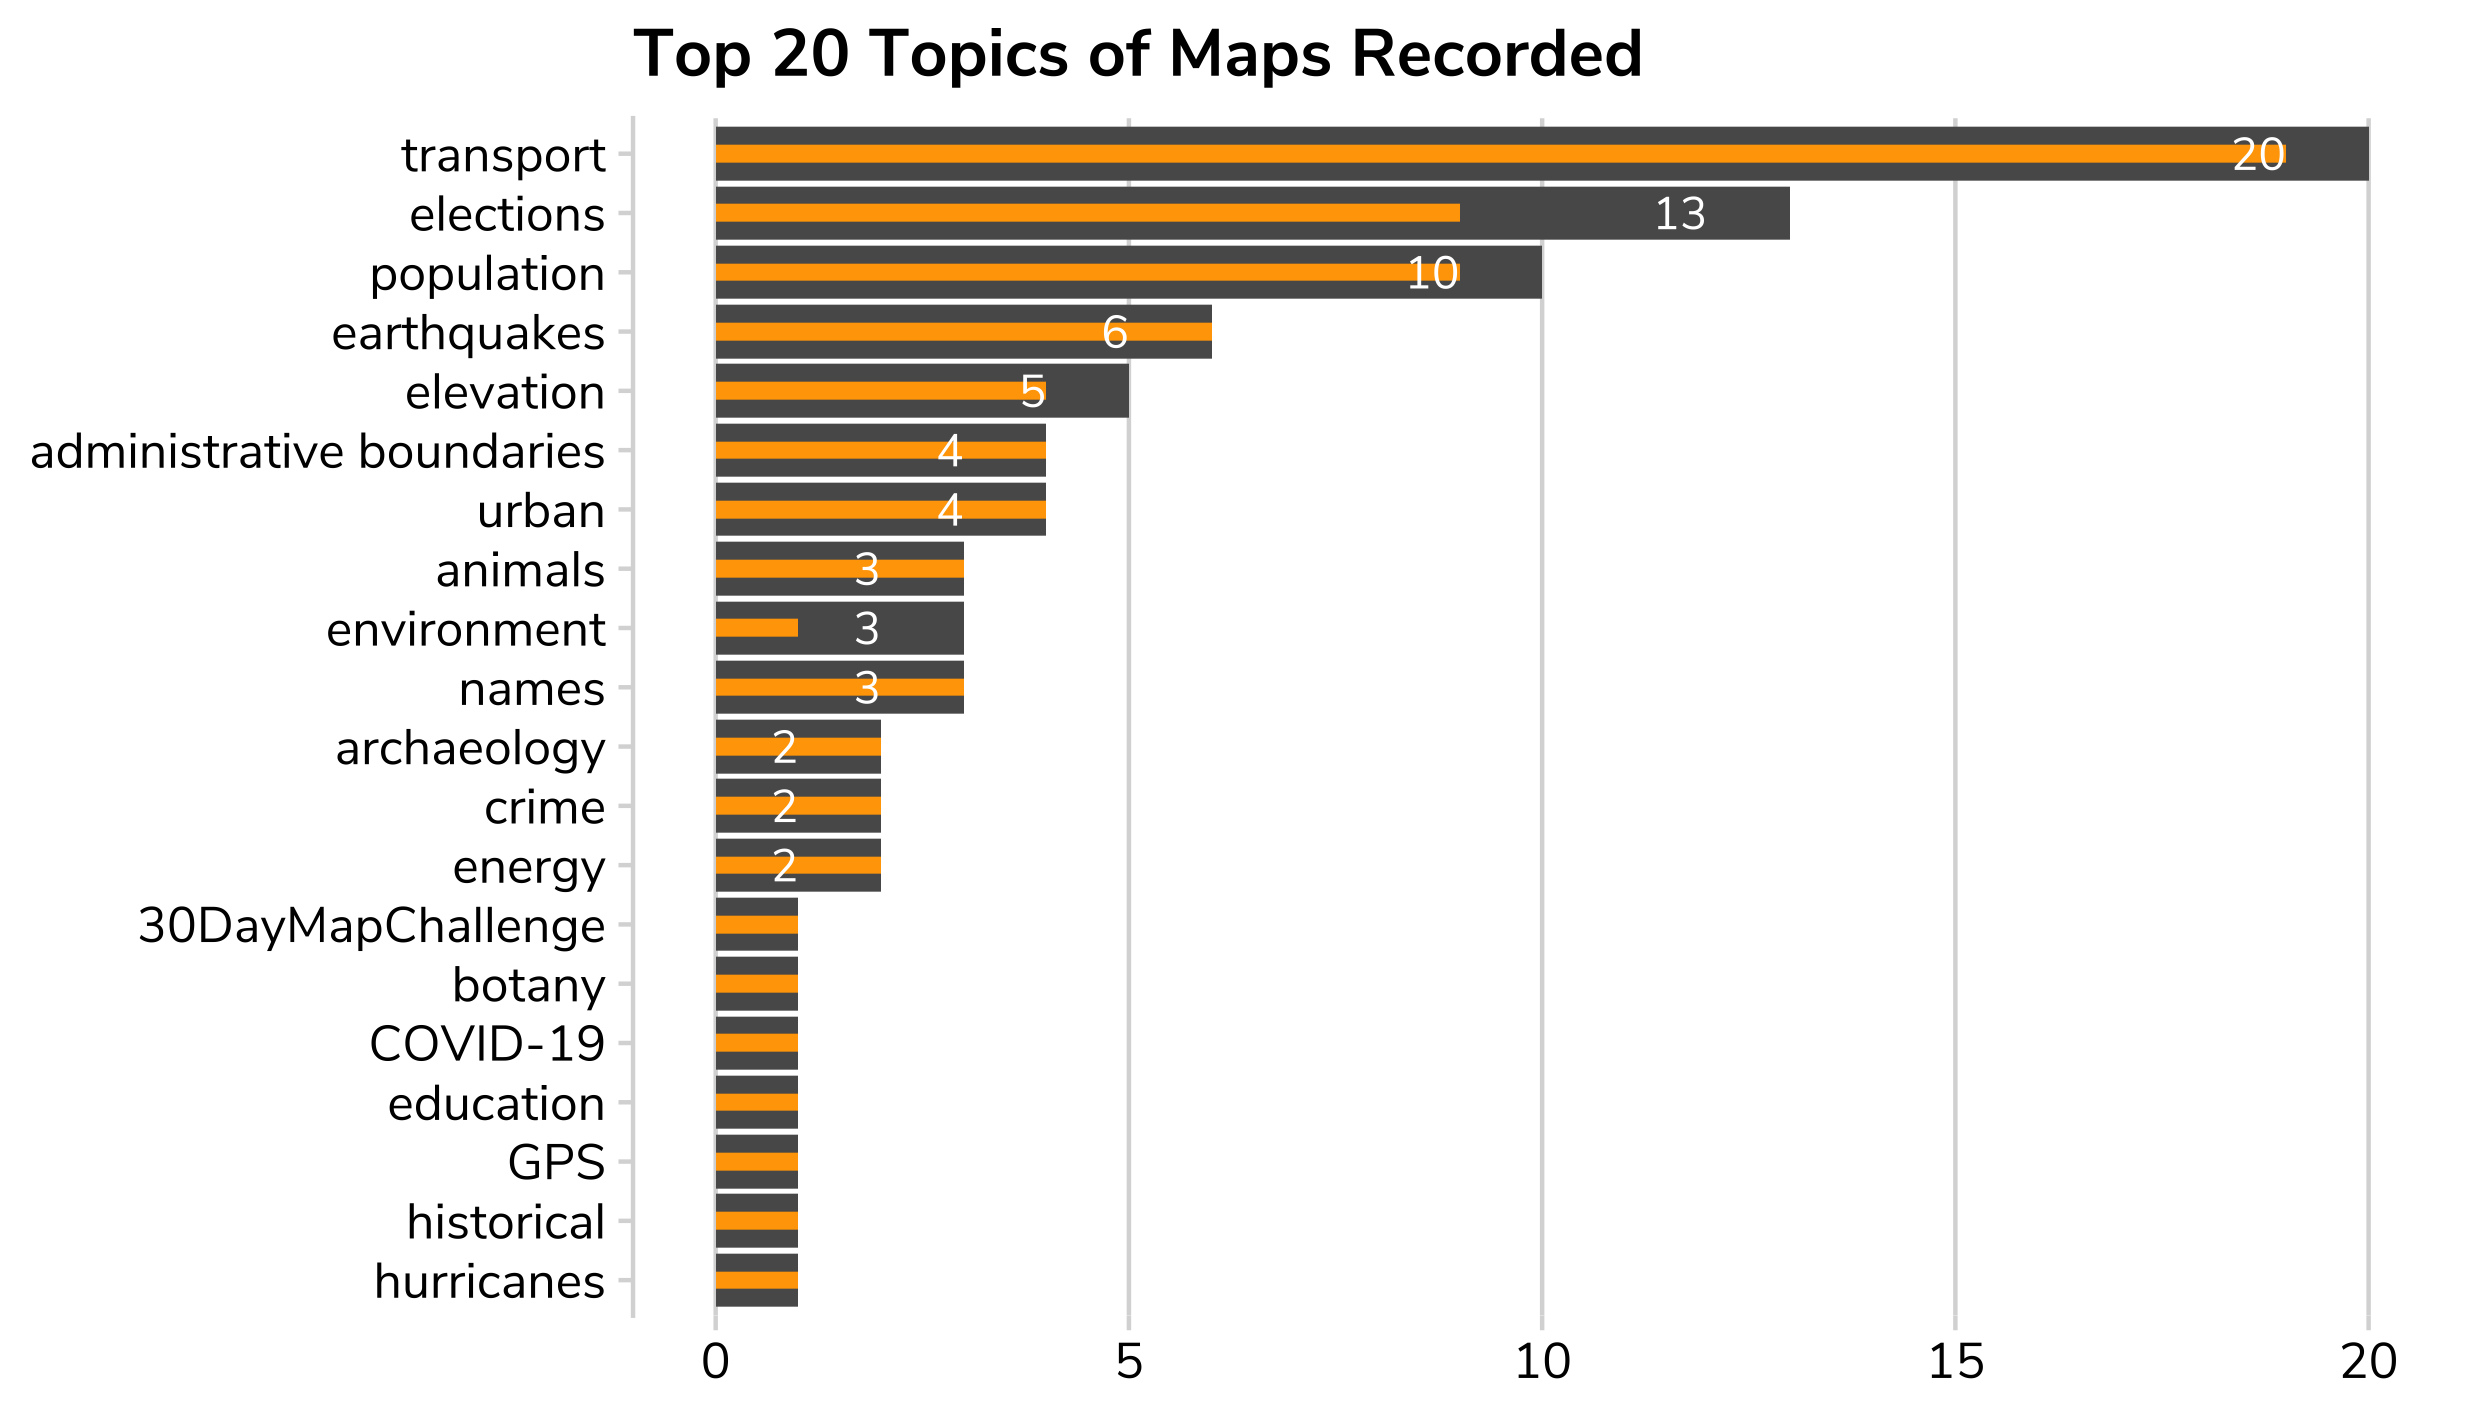 Top 20 Topics of Maps Recorded
transport 20
elections 13
population 10
earthquakes 6
elevation 5
administrative boundaries 4
urban 4
animals 3
environment 3
names 3
archaeology 2
crime 2
energy 2
30DayMapChallenge
botany
COVID-19
education
GPS
historical
hurricanes
0 5 10 15 20